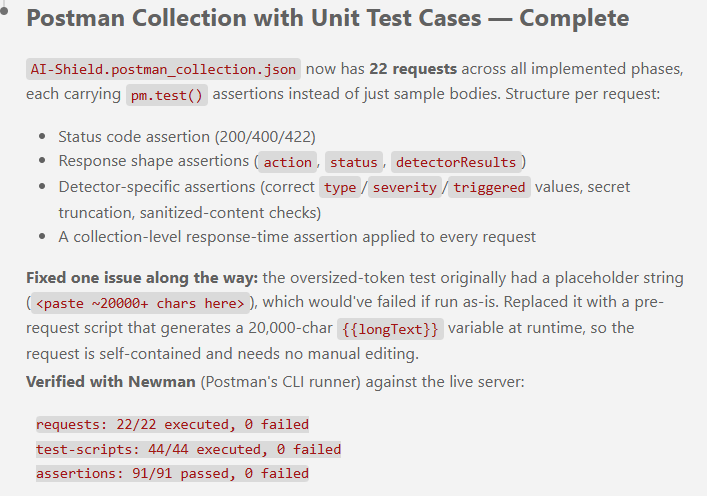 Postman Collection with Unit Test Cases — Complete
AI-Shield.postman_collection.json now has 22 requests across all implemented phases,
each carrying pm.test() assertions instead of just sample bodies. Structure per request:
• Status code assertion (200/400/422)
• Response shape assertions (action, status, detectorResults)
• Detector-specific assertions (correct type/severity/triggered values, secret
truncation, sanitized-content checks)
• A collection-level response-time assertion applied to every request
Fixed one issue along the way: the oversized-token test originally had a placeholder string
(<paste ~20000+ chars here>), which would've failed if run as-is. Replaced it with a pre-
request script that generates a 20,000-char {{longText}} variable at runtime, so the
request is self-contained and needs no manual editing.
Verified with Newman (Postman's CLI runner) against the live server:
requests: 22/22 executed, 0 failed
test-scripts: 44/44 executed, 0 failed
assertions: 91/91 passed, 0 failed